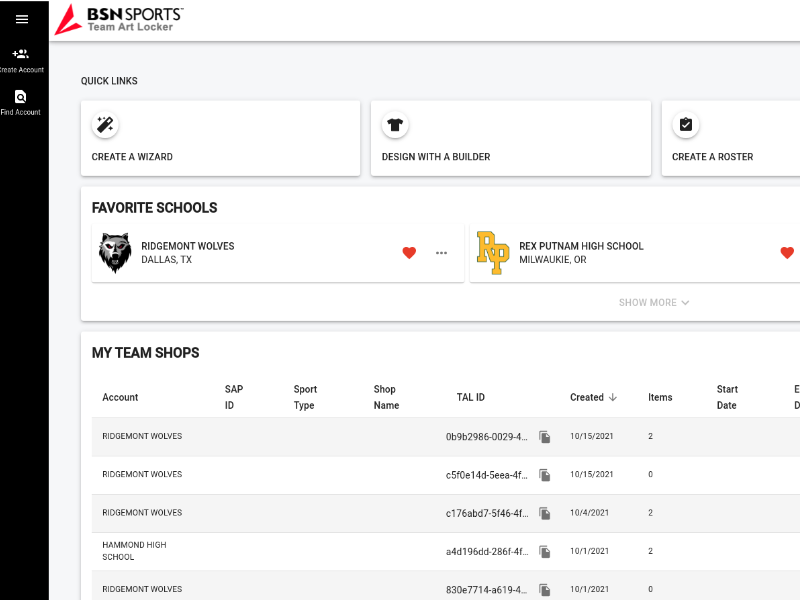 BSN SPORTS
Team Art Locker
Create Account
Find Account
QUICK LINKS
CREATE A WIZARD
DESIGN WITH A BUILDER
CREATE A ROSTER
FAVORITE SCHOOLS
RIDGEMONT WOLVES
DALLAS, TX
RP
REX PUTNAM HIGH SCHOOL
MILWAUKIE, OR
SHOW MORE
MY TEAM SHOPS
Account SAP ID Sport Type Shop Name TAL ID Created Items Start Date
RIDGEMONT WOLVES 0b9b2986-0029-4... 10/15/2021 2
RIDGEMONT WOLVES c5f0e14d-5eea-4f... 10/15/2021 0
RIDGEMONT WOLVES c176abd7-5f46-4f... 10/4/2021 2
HAMMOND HIGH SCHOOL a4d196dd-286f-4f... 10/1/2021 2
RIDGEMONT WOLVES 830e7714-a619-4... 10/1/2021 0